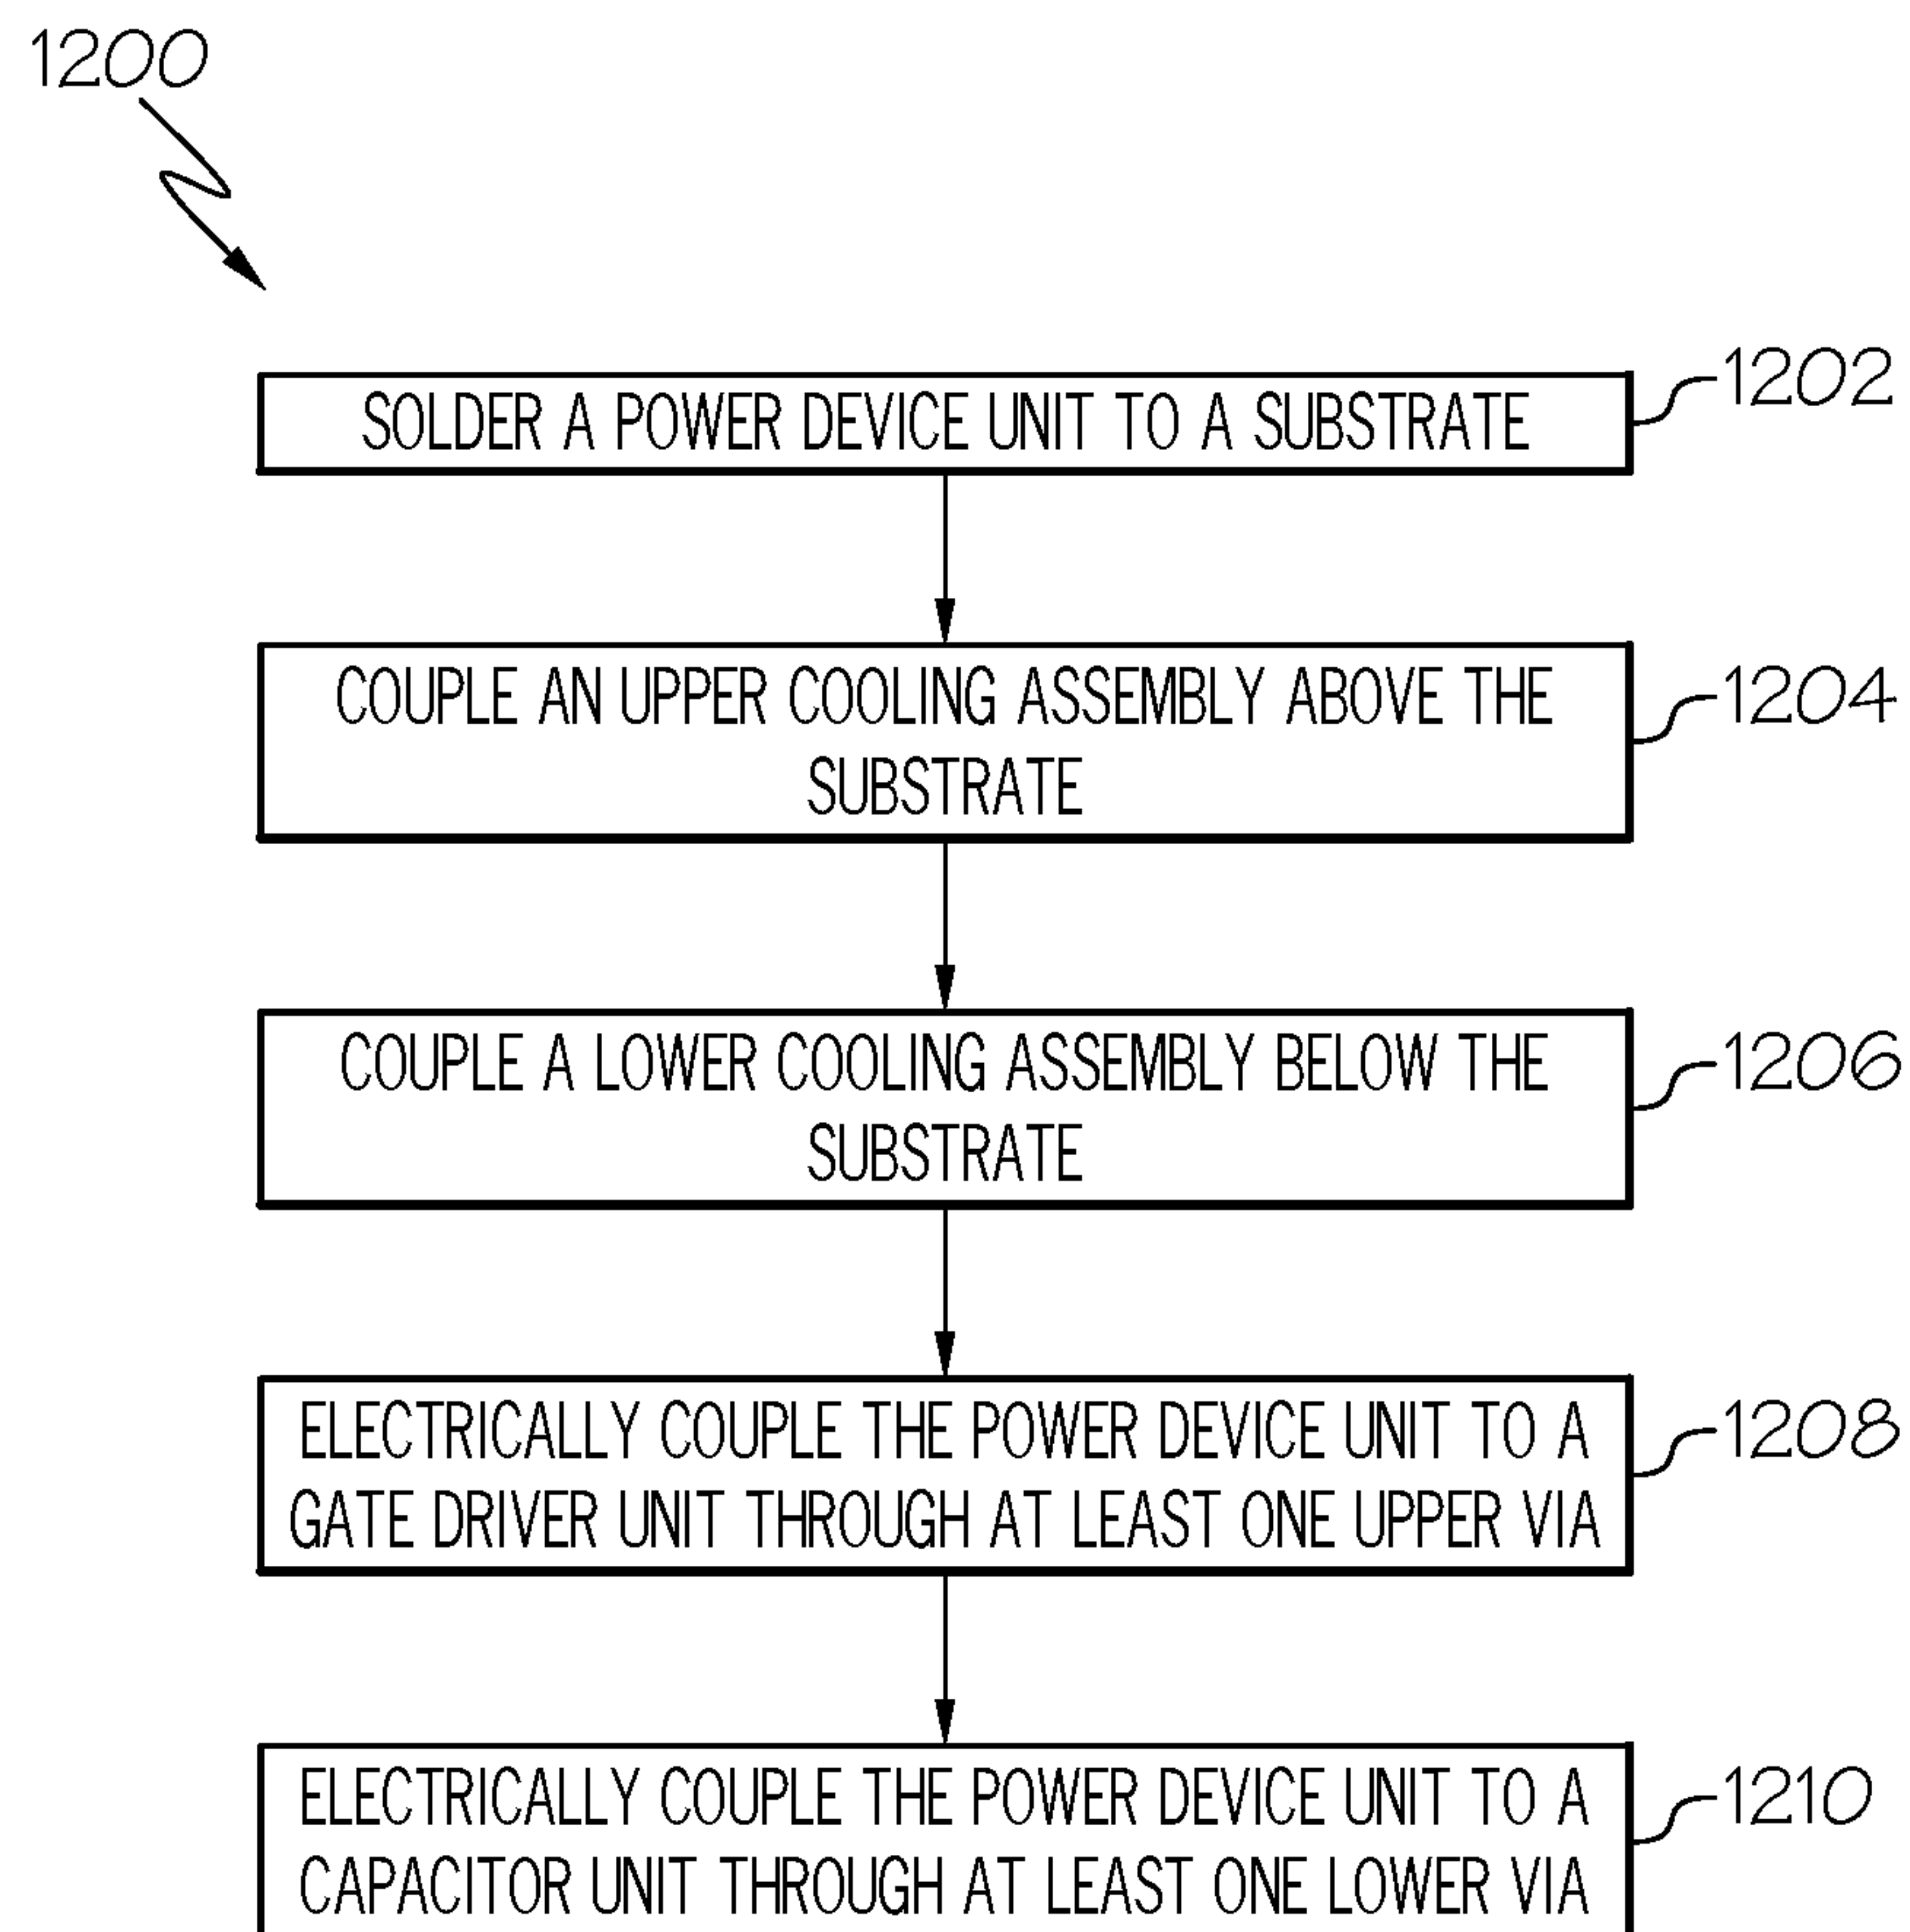 1200
SOLDER A POWER DEVICE UNIT TO A SUBSTRATE
1202
COUPLE AN UPPER COOLING ASSEMBLY ABOVE THE
SUBSTRATE
1204
COUPLE A LOWER COOLING ASSEMBLY BELOW THE
SUBSTRATE
1206
ELECTRICALLY COUPLE THE POWER DEVICE UNIT TO A
GATE DRIVER UNIT THROUGH AT LEAST ONE UPPER VIA
1208
ELECTRICALLY COUPLE THE POWER DEVICE UNIT TO A
CAPACITOR UNIT THROUGH AT LEAST ONE LOWER VIA
1210